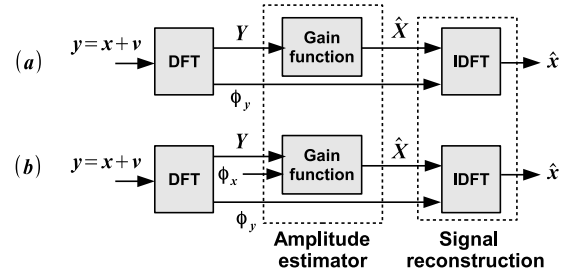 (a) y=x+v DFT Y Gain function X̂ IDFT x̂
ϕy
(b) y=x+v DFT Y ϕx Gain function X̂ IDFT x̂
ϕy
Amplitude estimator
Signal reconstruction